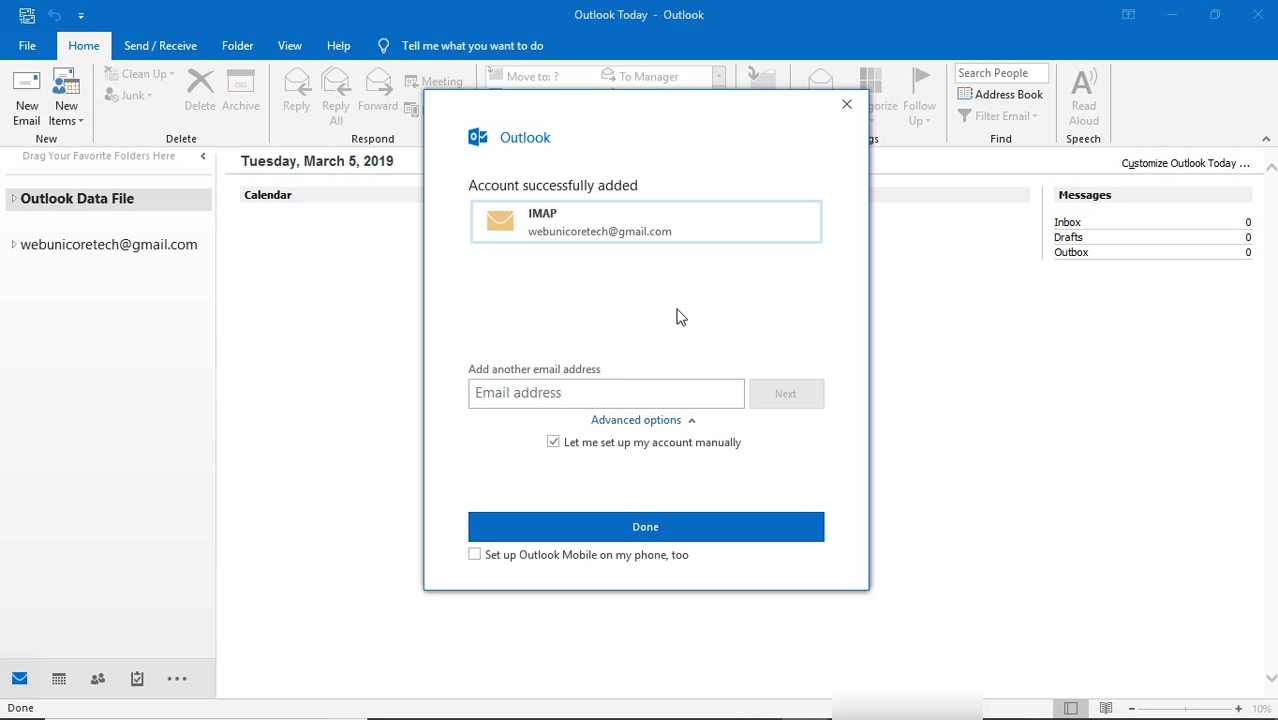 Outlook Today - Outlook
File Home Send / Receive Folder View Help Tell me what you want to do
New Email
New Items
Clean Up
Junk
Delete
Archive
Delete
Reply
Reply All
Forward
Meeting
Respond
Move to: ?
To Manager
Follow Up
Search People
Address Book
Filter Email
Find
Read Aloud
Speech
New
Drag Your Favorite Folders Here
Outlook Data File
webunicoretech@gmail.com
Tuesday, March 5, 2019
Customize Outlook Today ...
Calendar
Messages
Inbox 0
Drafts 0
Outbox 0
Outlook
Account successfully added
IMAP
webunicoretech@gmail.com
Add another email address
Email address
Next
Advanced options
Let me set up my account manually
Done
Set up Outlook Mobile on my phone, too
Done
10%